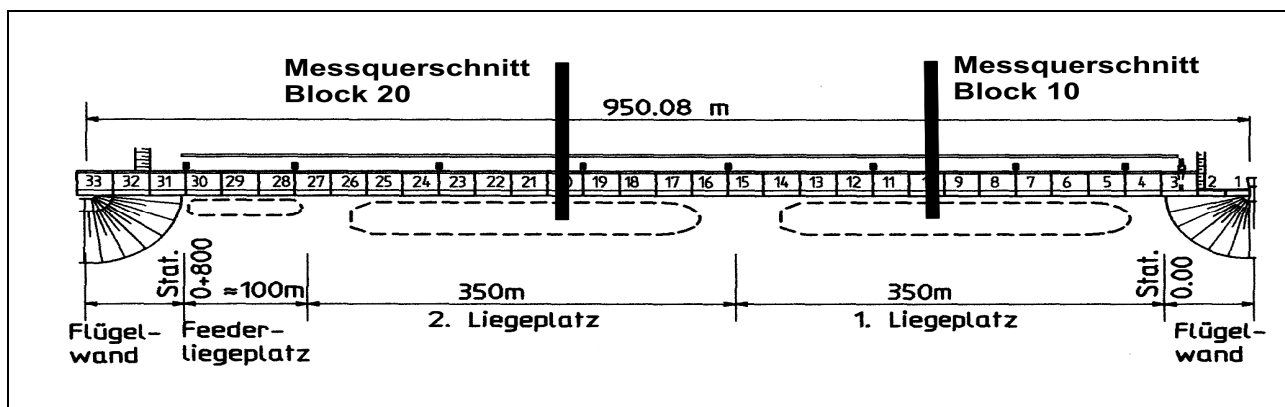 Messquerschnitt
Block 20
Messquerschnitt
Block 10
950.08 m
33 32 31 30 29 28 27 26 25 24 23 22 21 19 18 17 16 15 14 13 12 11 9 8 7 6 5 4 3 2 1
Stat.
0+800
≈100m
350m
350m
Stat.
0.00
Flügel-
wand
Feeder-
liegeplatz
2. Liegeplatz
1. Liegeplatz
Flügel-
wand